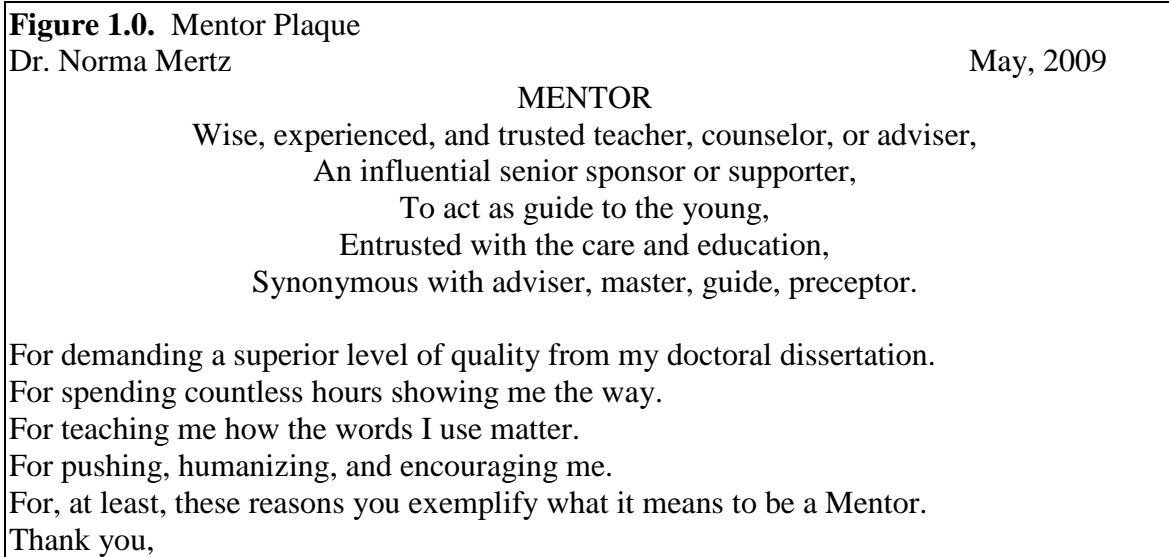 Figure 1.0. Mentor Plaque
Dr. Norma Mertz May, 2009
MENTOR
Wise, experienced, and trusted teacher, counselor, or adviser,
An influential senior sponsor or supporter,
To act as guide to the young,
Entrusted with the care and education,
Synonymous with adviser, master, guide, preceptor.
For demanding a superior level of quality from my doctoral dissertation.
For spending countless hours showing me the way.
For teaching me how the words I use matter.
For pushing, humanizing, and encouraging me.
For, at least, these reasons you exemplify what it means to be a Mentor.
Thank you,